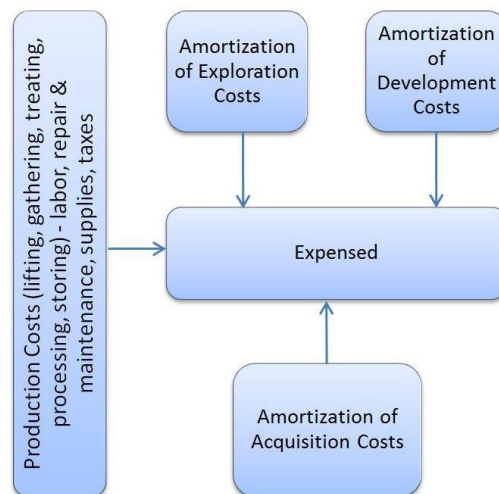 Production Costs (lifting, gathering, treating,
processing, storing) - labor, repair &
maintenance, supplies, taxes
Amortization
of Exploration
Costs
Amortization
of
Development
Costs
Expensed
Amortization of
Acquisition Costs